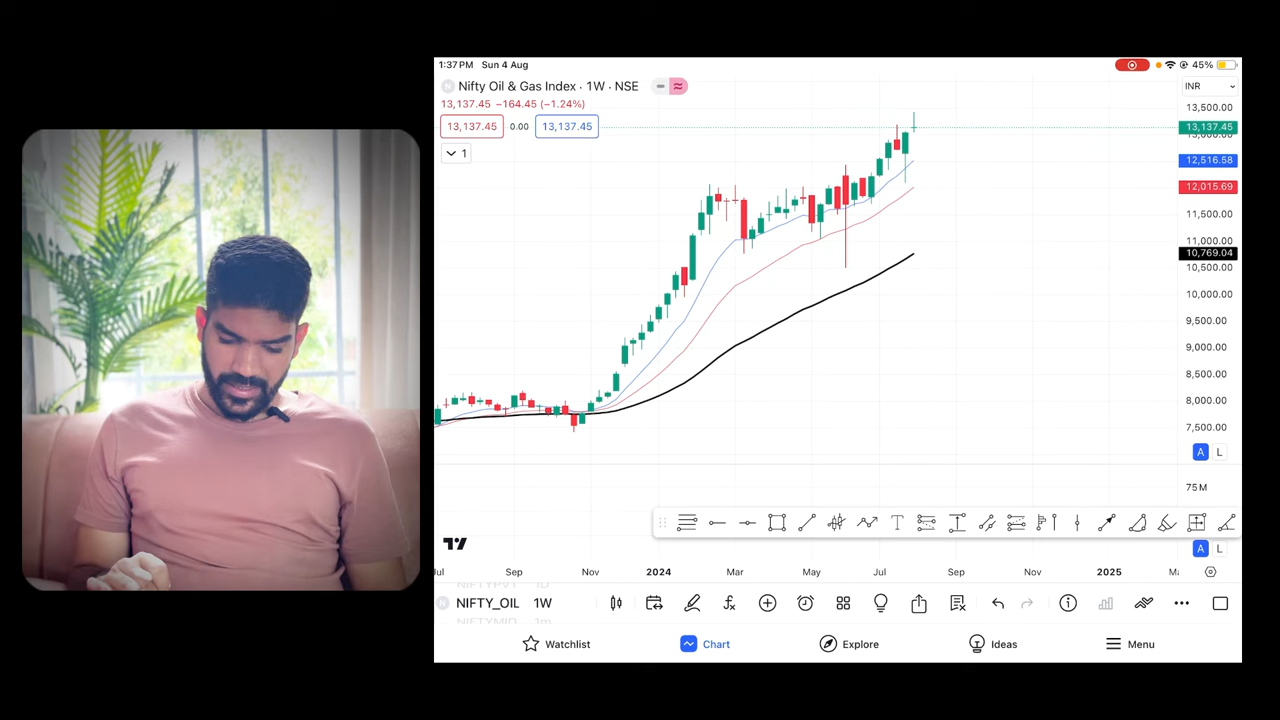 1:37PM Sun 4 Aug
45%
Nifty Oil & Gas Index · 1W · NSE
INR
13,137.45 −164.45 (−1.24%)
13,137.45 0.00 13,137.45
1
13,500.00
13,137.45
12,516.58
12,015.69
11,500.00
11,000.00
10,769.04
10,500.00
10,000.00
9,500.00
9,000.00
8,500.00
8,000.00
7,500.00
A L
75M
T
A L
Jul Sep Nov 2024 Mar May Jul Sep Nov 2025
NIFTY_OIL 1W
Watchlist Chart Explore Ideas Menu